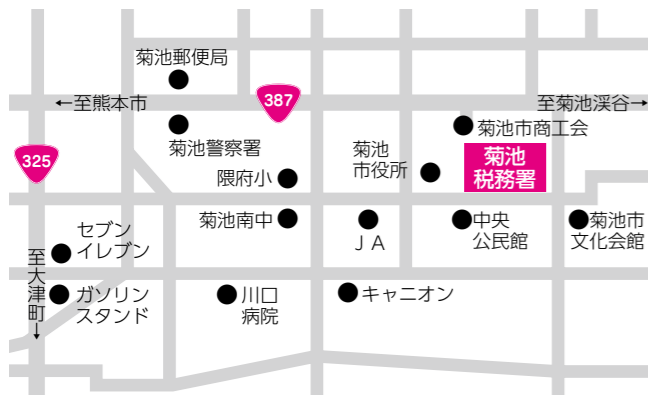 菊池郵便局
387
←至熊本市
至菊池渓谷→
菊池警察署
菊池市商工会
325
菊池
市役所
菊池
税務署
隈府小
菊池南中
ＪＡ
中央
公民館
菊池市
文化会館
セブン
イレブン
至大津町↓
ガソリン
スタンド
川口
病院
キャニオン